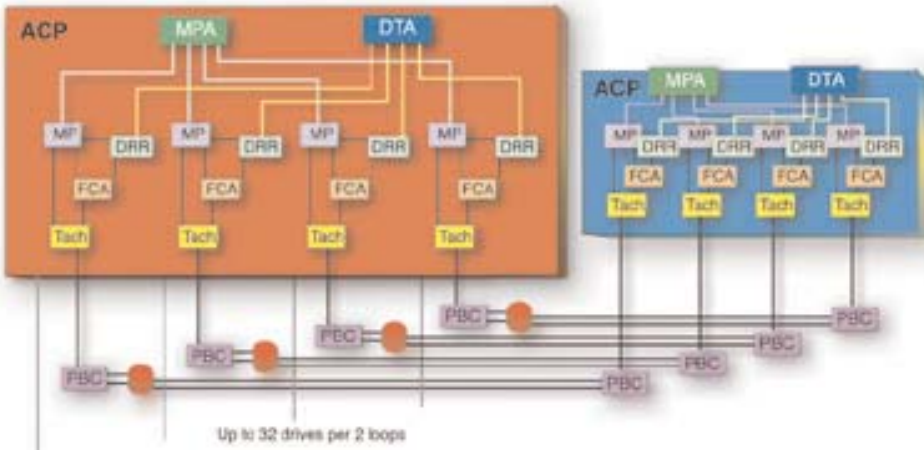 ACP MPA DTA
MP DRR MP DRR MP DRR MP DRR
FCA FCA FCA FCA
Tach Tach Tach Tach
ACP MPA DTA
MP MP MP MP
DRR DRR DRR DRR
FCA FCA FCA FCA
Tach Tach Tach Tach
PBC PBC
PBC PBC
PBC PBC
PBC PBC
Up to 32 drives per 2 loops